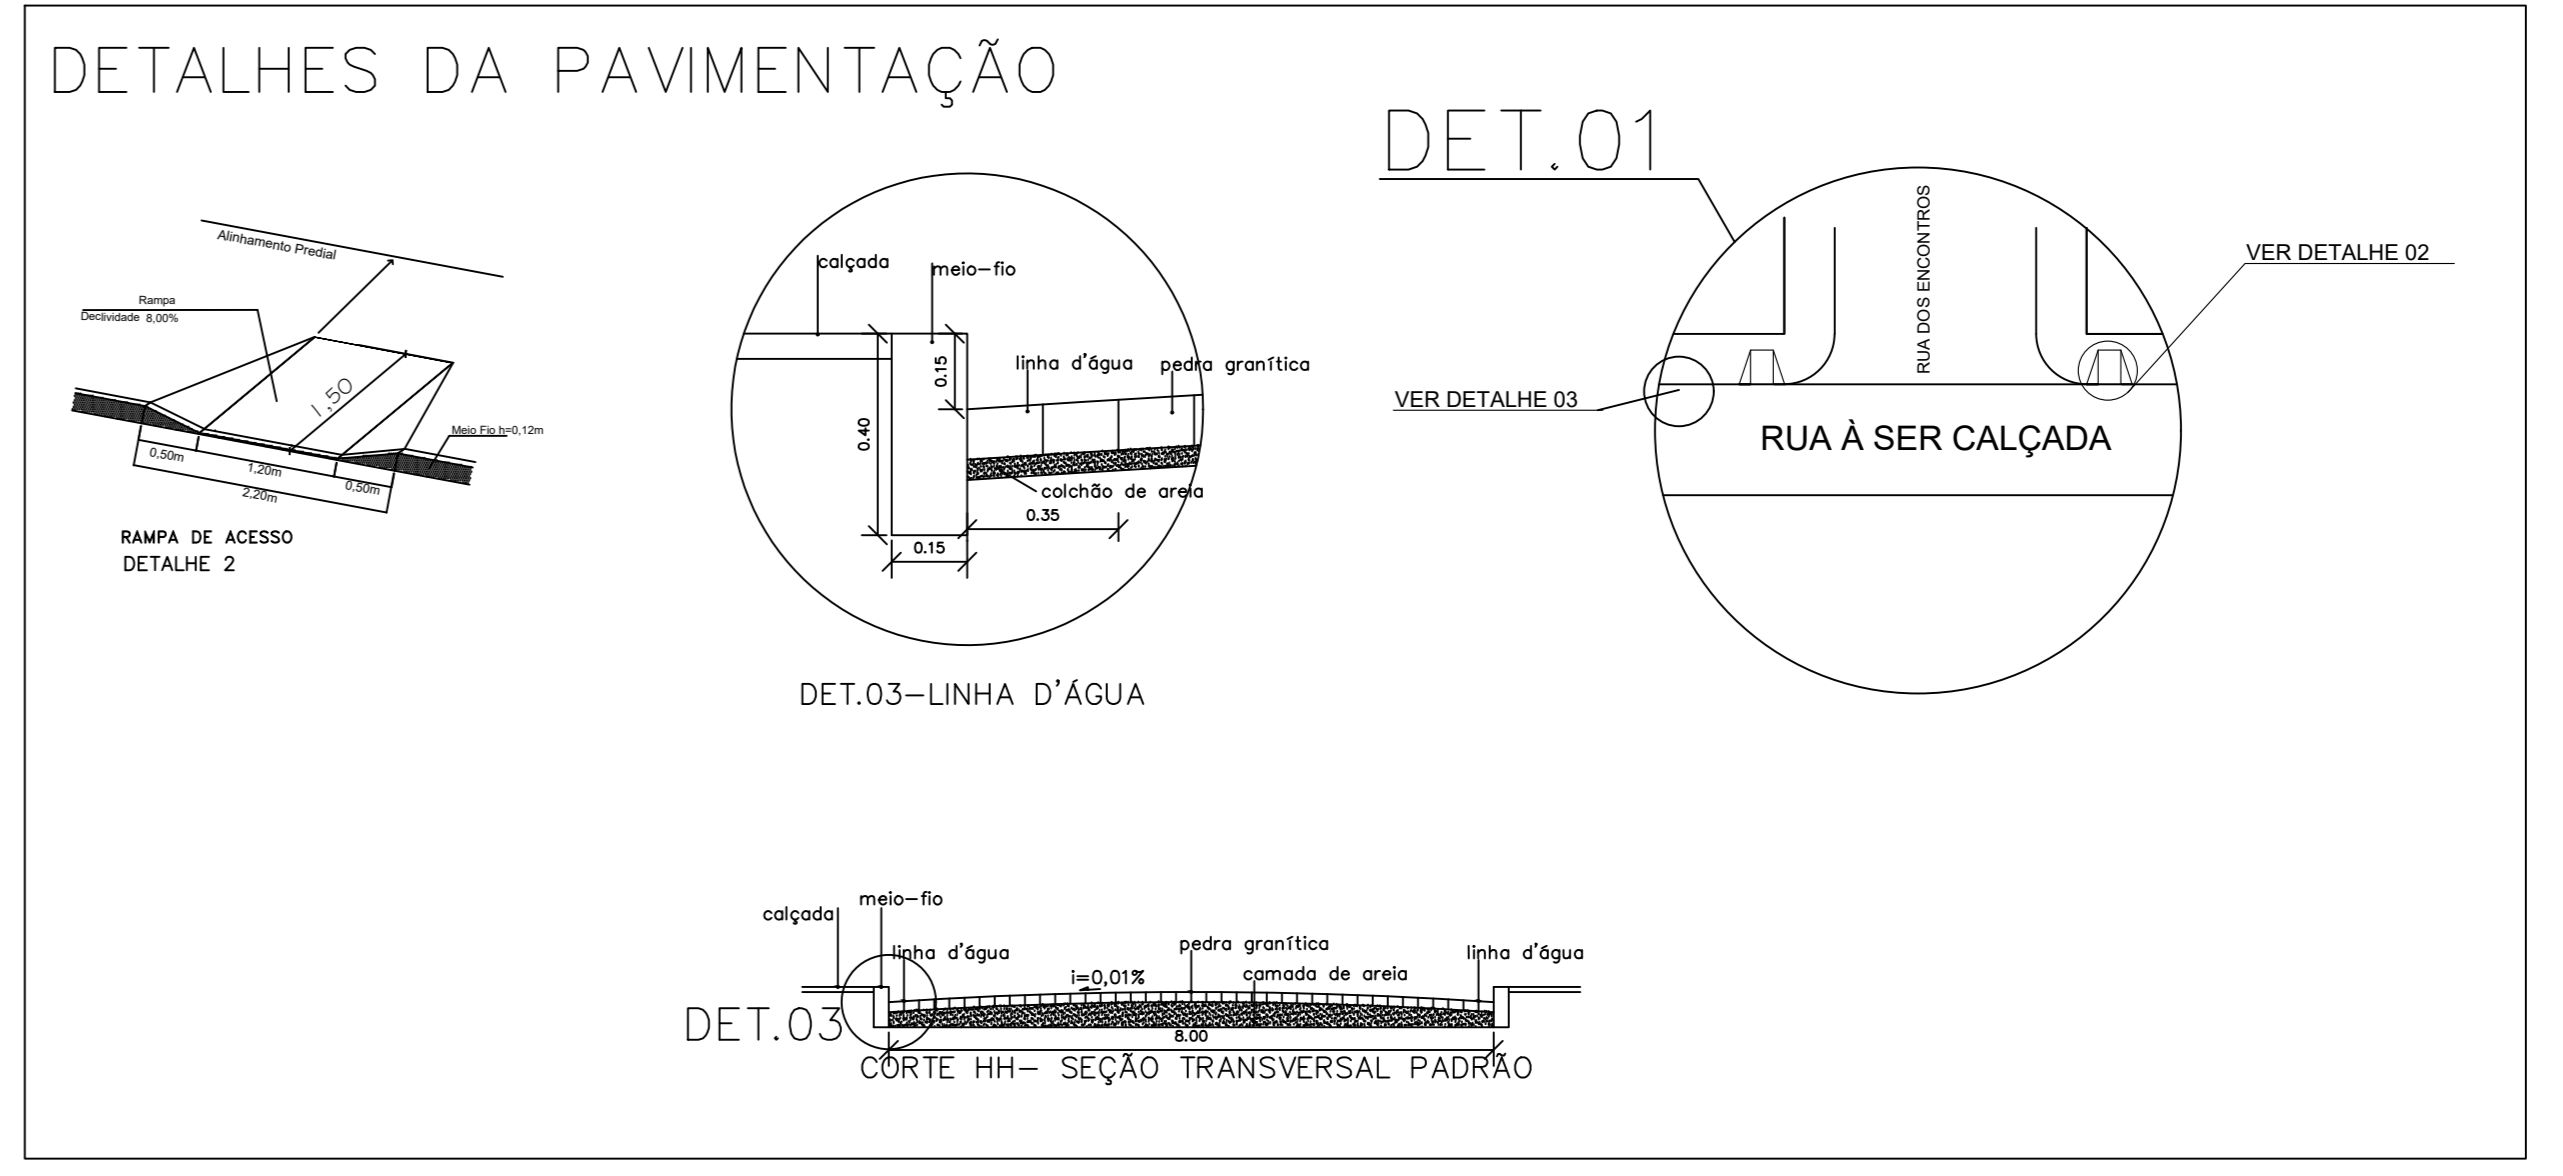 DETALHES DA PAVIMENTAÇÃO
Alinhamento Predial
Rampa
Declividade 8,00%
1,50
Meio Fio h=0,12m
0,50m
1,20m
0,50m
2,20m
RAMPA DE ACESSO
DETALHE 2
calçada
meio-fio
0.15
linha d'água
pedra granítica
0.40
colchão de areia
0.35
0.15
DET.03-LINHA D'ÁGUA
DET.01
RUA DOS ENCONTROS
VER DETALHE 02
VER DETALHE 03
RUA À SER CALÇADA
calçada
meio-fio
linha d'água
pedra granítica
linha d'água
i=0,01%
camada de areia
DET.03
8.00
CORTE HH- SEÇÃO TRANSVERSAL PADRÃO